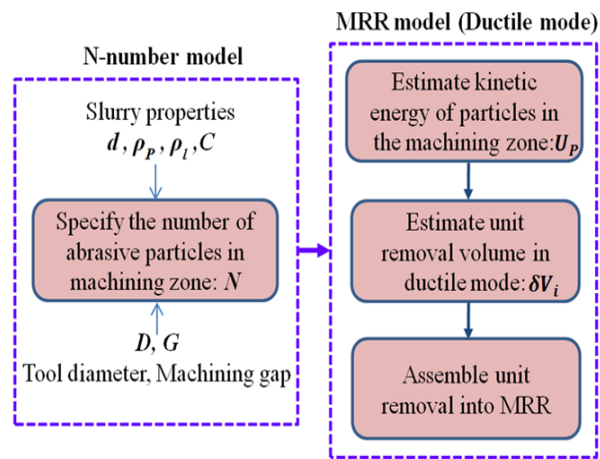 N-number model
Slurry properties
d, ρP, ρl, C
Specify the number of
abrasive particles in
machining zone: N
D, G
Tool diameter, Machining gap
MRR model (Ductile mode)
Estimate kinetic
energy of particles in
the machining zone:UP
Estimate unit
removal volume in
ductile mode: δVi
Assemble unit
removal into MRR